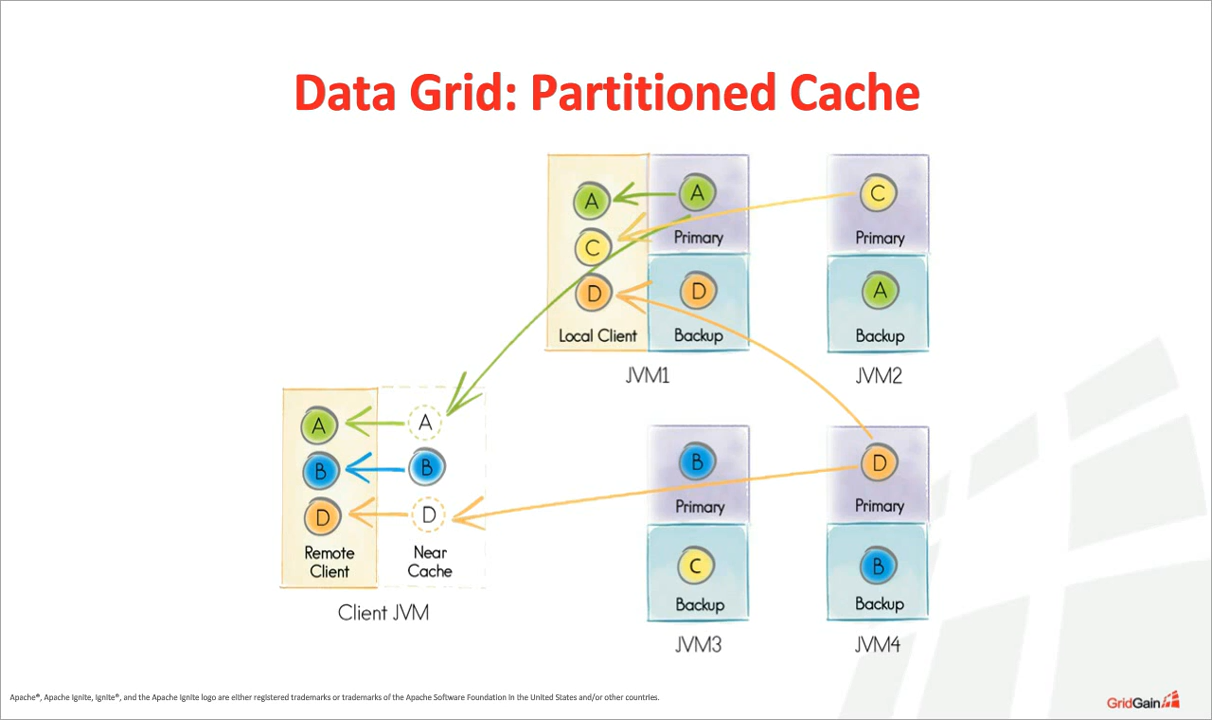 Data Grid: Partitioned Cache
A
C
D
Local Client
A
Primary
D
Backup
JVM1
C
Primary
A
Backup
JVM2
A
B
D
Remote
Client
A
B
D
Near
Cache
Client JVM
B
Primary
C
Backup
JVM3
D
Primary
B
Backup
JVM4
Apache®, Apache Ignite, Ignite®, and the Apache Ignite logo are either registered trademarks or trademarks of the Apache Software Foundation in the United States and/or other countries.
GridGain